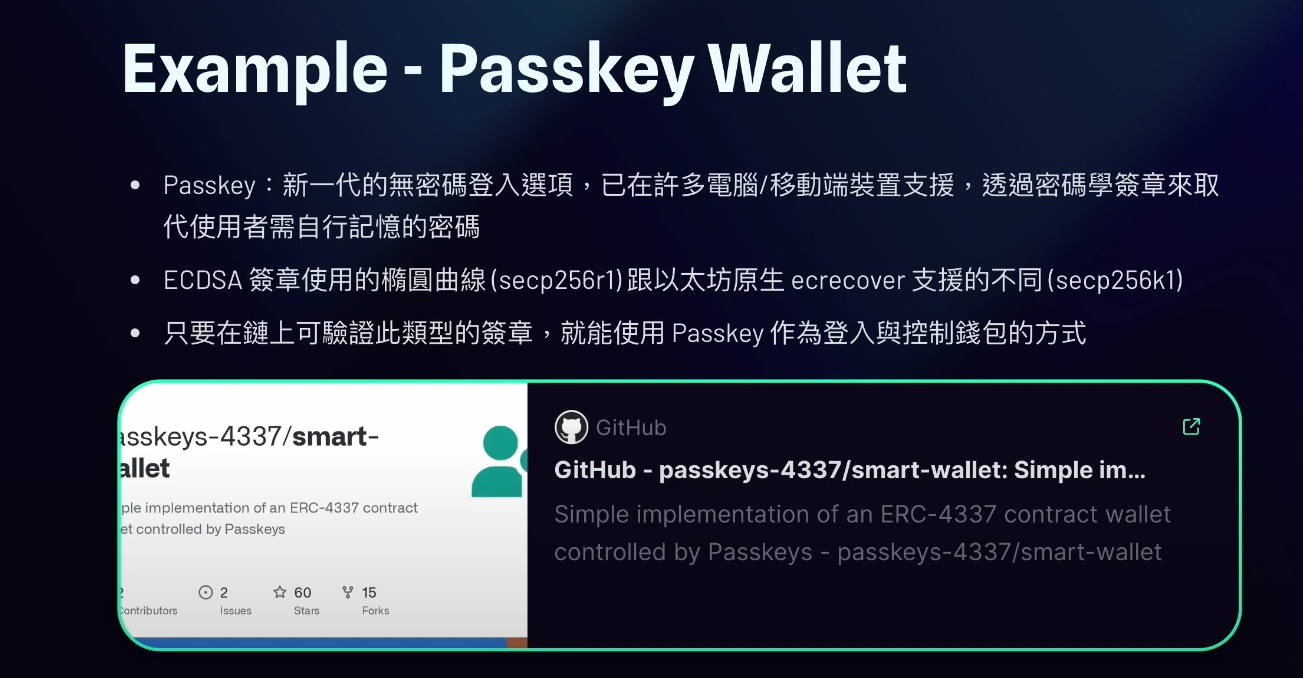 Example - Passkey Wallet
Passkey：新一代的無密碼登入選項，已在許多電腦/移動端裝置支援，透過密碼學簽章來取
代使用者需自行記憶的密碼
ECDSA 簽章使用的橢圓曲線 (secp256r1) 跟以太坊原生 ecrecover 支援的不同 (secp256k1)
只要在鏈上可驗證此類型的簽章，就能使用 Passkey 作為登入與控制錢包的方式
asskeys-4337/smart-
allet
ple implementation of an ERC-4337 contract
et controlled by Passkeys
2
2
60
15
Contributors
Issues
Stars
Forks
GitHub
GitHub - passkeys-4337/smart-wallet: Simple im...
Simple implementation of an ERC-4337 contract wallet
controlled by Passkeys - passkeys-4337/smart-wallet